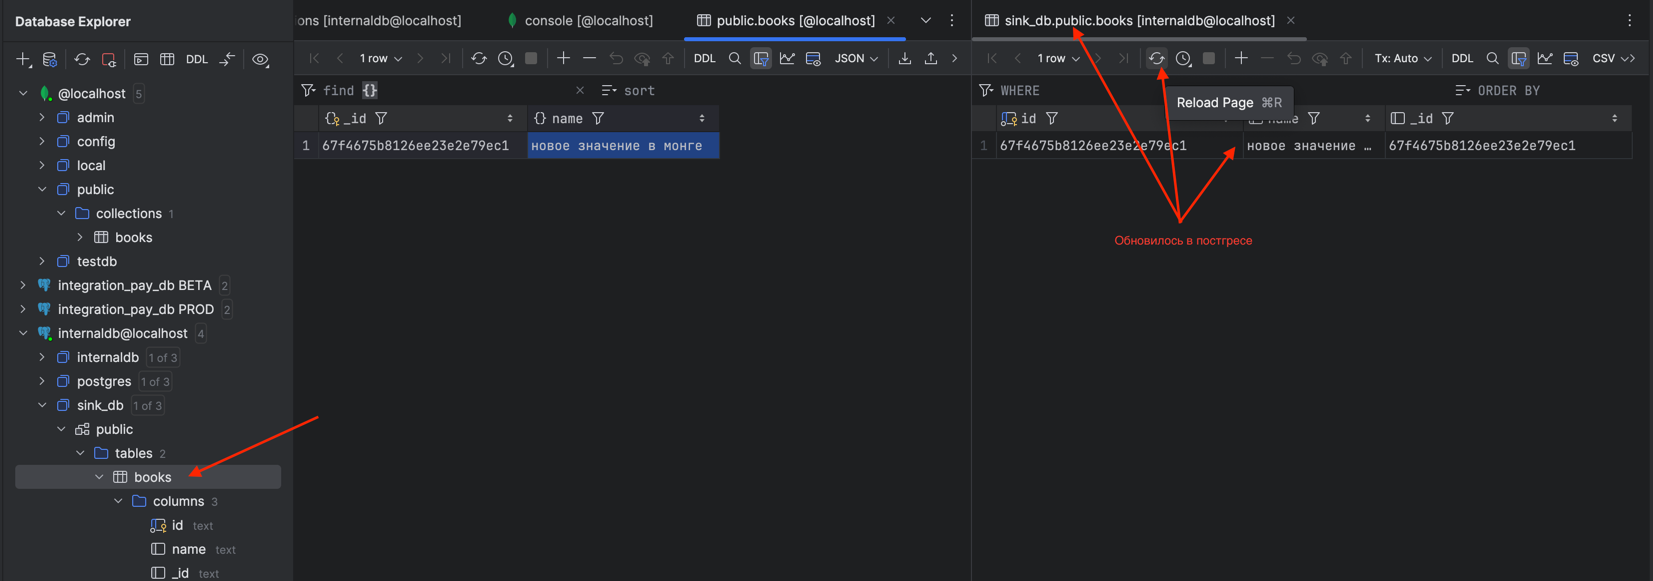 Database Explorer
DDL
@localhost 5
admin
config
local
public
collections 1
books
testdb
integration_pay_db BETA 2
integration_pay_db PROD 2
internaldb@localhost 4
internaldb 1 of 3
postgres 1 of 3
sink_db 1 of 3
public
tables 2
books
columns 3
id text
name text
_id text
ons [internaldb@localhost]
console [@localhost]
public.books [@localhost]
1 row
DDL
JSON
find {}
sort
_id
name
1 67f4675b8126ee23e2e79ec1 новое значение в монге
sink_db.public.books [internaldb@localhost]
1 row
Tx: Auto
DDL
CSV
WHERE
ORDER BY
Reload Page ⌘R
id
name
_id
1 67f4675b8126ee23e2e79ec1 новое значение … 67f4675b8126ee23e2e79ec1
Обновилось в постгресе